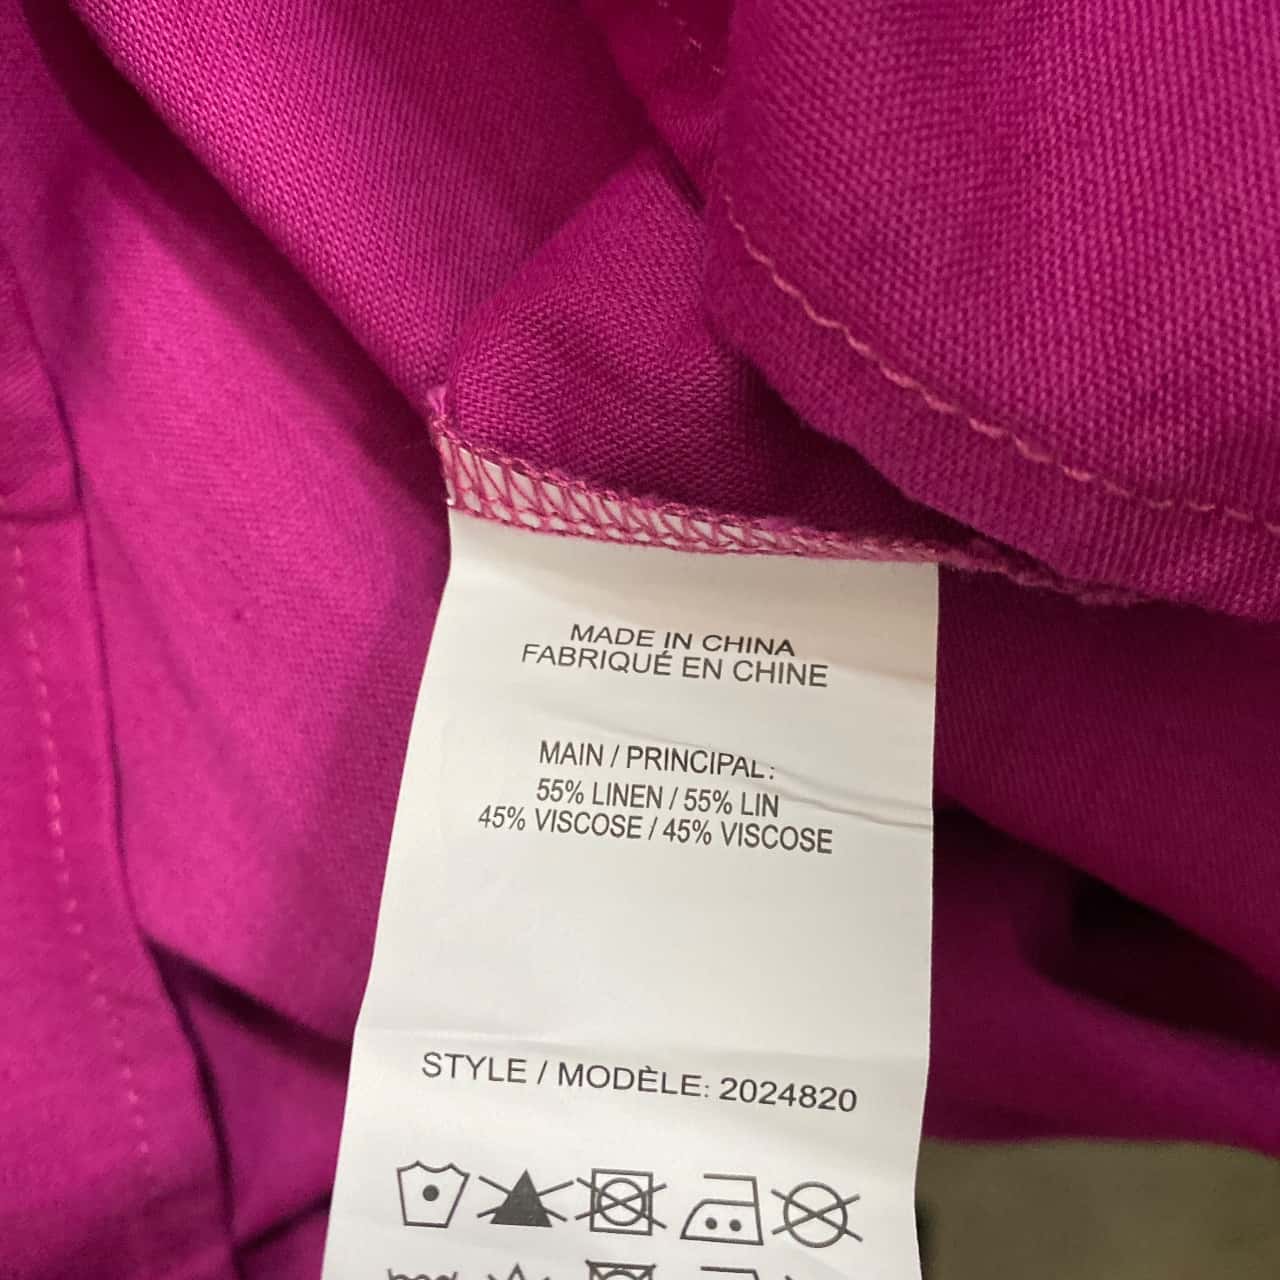 MADE IN CHINA
FABRIQUÉ EN CHINE
MAIN / PRINCIPAL:
55% LINEN / 55% LIN
45% VISCOSE / 45% VISCOSE
STYLE / MODÈLE: 2024820